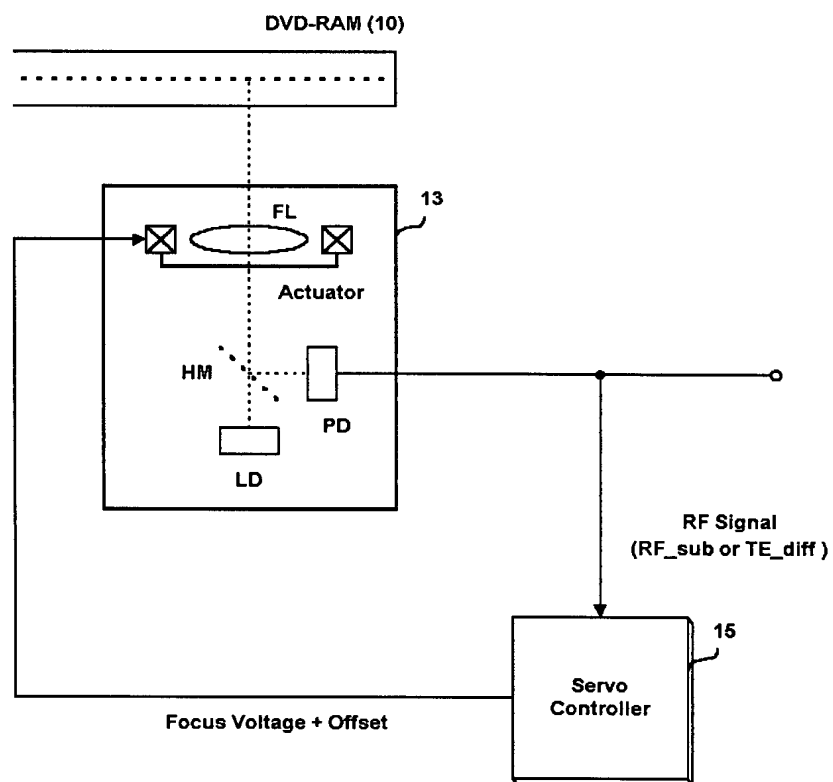 DVD-RAM (10)
13
FL
Actuator
HM
PD
LD
RF Signal
(RF_sub or TE_diff )
15
Servo
Controller
Focus Voltage + Offset